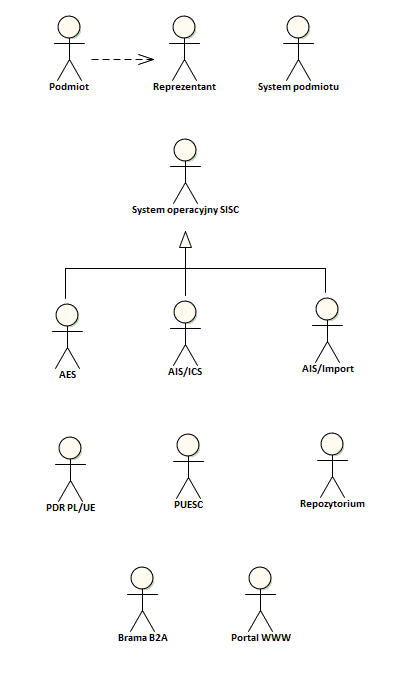 Podmiot
Reprezentant
System podmiotu
System operacyjny SISC
AES
AIS/ICS
AIS/Import
PDR PL/UE
PUESC
Repozytorium
Brama B2A
Portal WWW